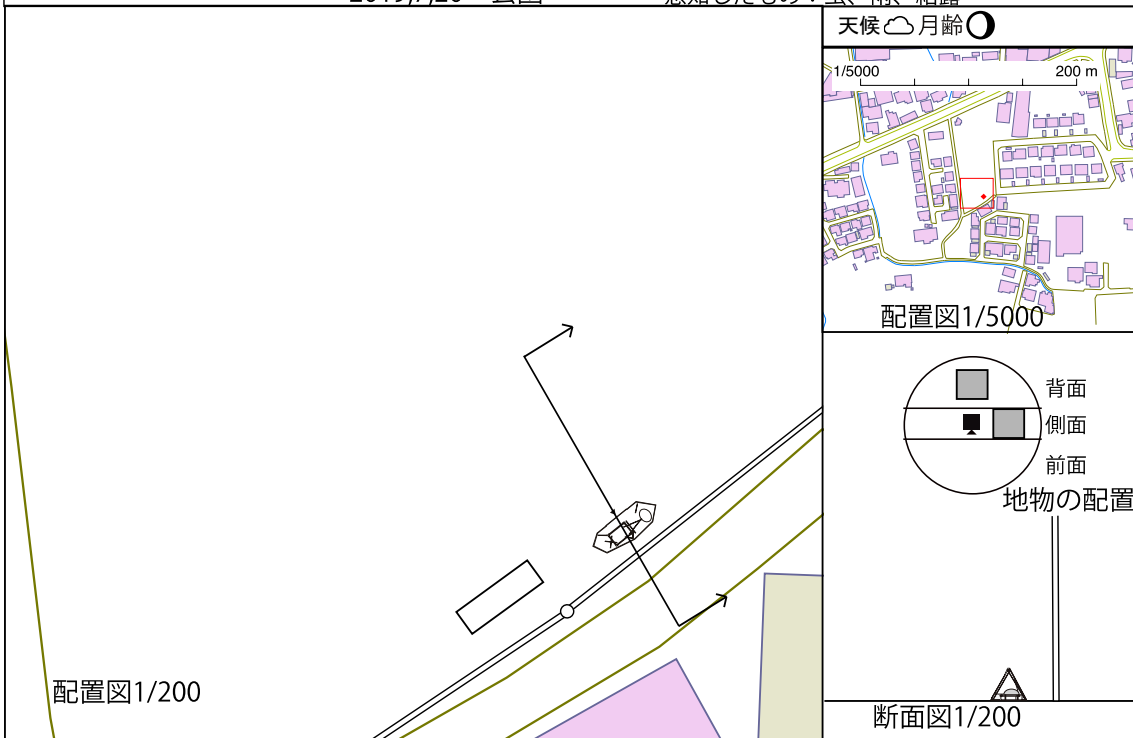 天候 月齢
1/5000 200 m
配置図1/5000
背面
側面
前面
地物の配置
配置図1/200
断面図1/200